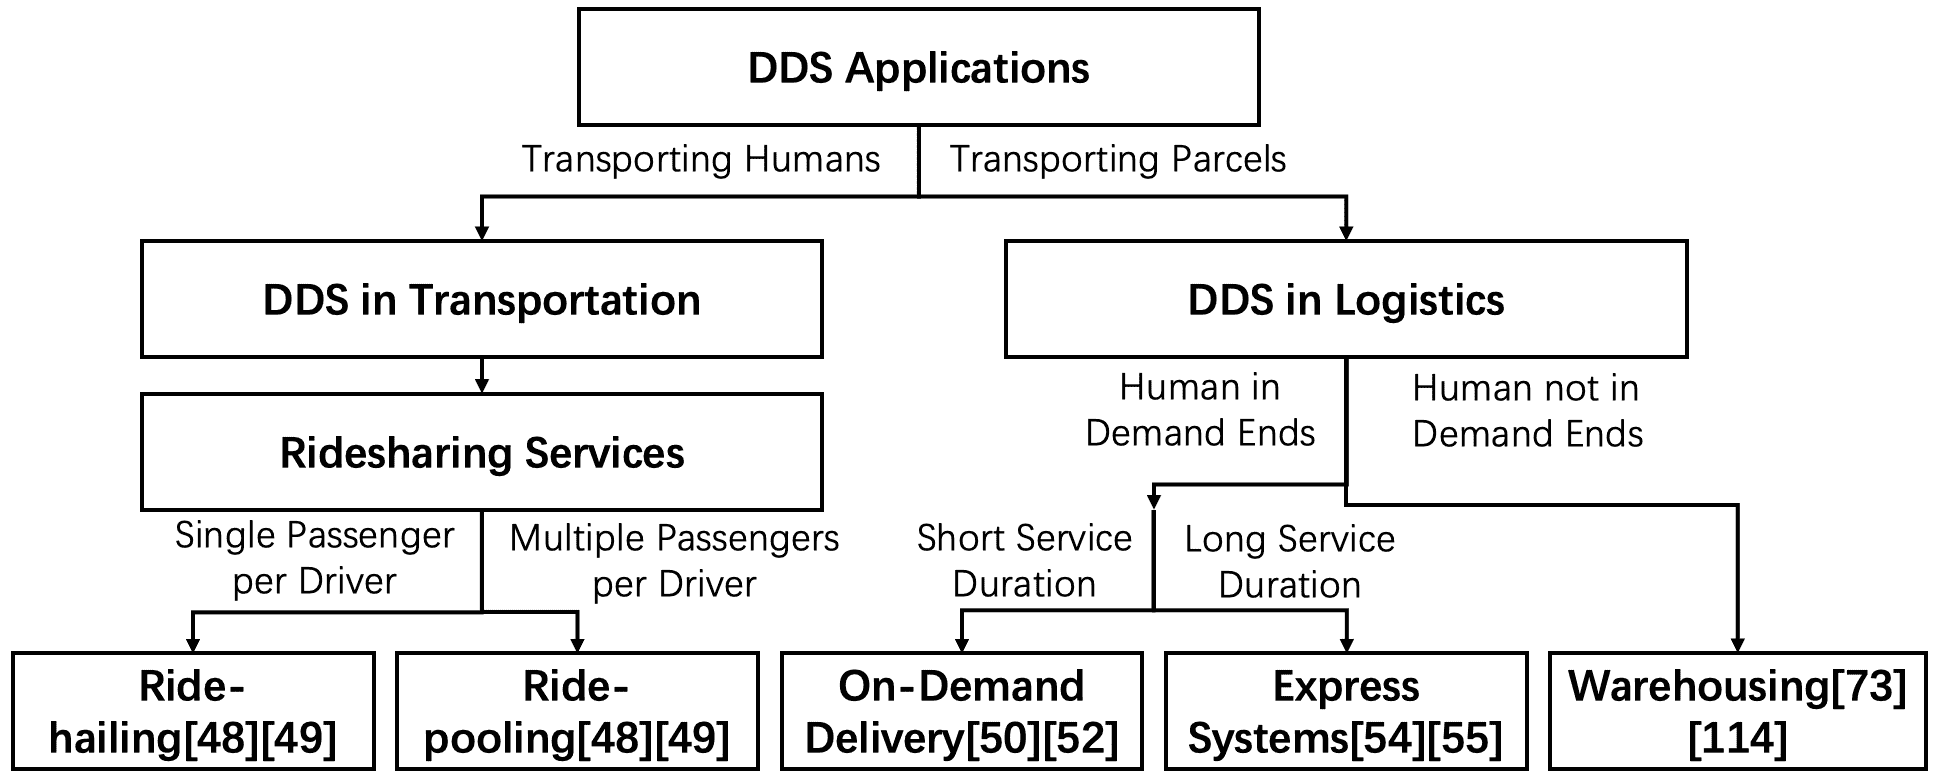 DDS Applications
Transporting Humans
Transporting Parcels
DDS in Transportation
DDS in Logistics
Human in
Demand Ends
Human not in
Demand Ends
Ridesharing Services
Single Passenger
per Driver
Multiple Passengers
per Driver
Short Service
Duration
Long Service
Duration
Ride-
hailing[48][49]
Ride-
pooling[48][49]
On-Demand
Delivery[50][52]
Express
Systems[54][55]
Warehousing[73]
[114]